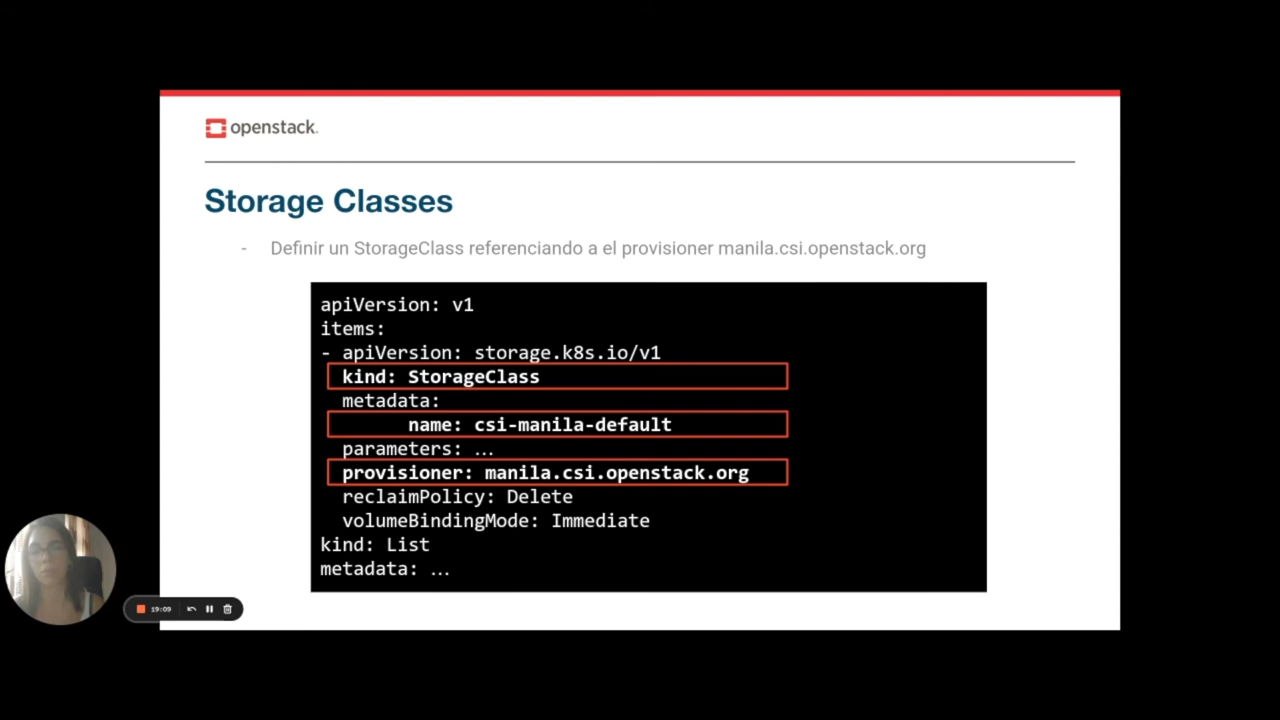 openstack.
Storage Classes
- Definir un StorageClass referenciando a el provisioner manila.csi.openstack.org
apiVersion: v1
items:
- apiVersion: storage.k8s.io/v1
kind: StorageClass
metadata:
name: csi-manila-default
parameters: ...
provisioner: manila.csi.openstack.org
reclaimPolicy: Delete
volumeBindingMode: Immediate
kind: List
metadata: ...
19:09